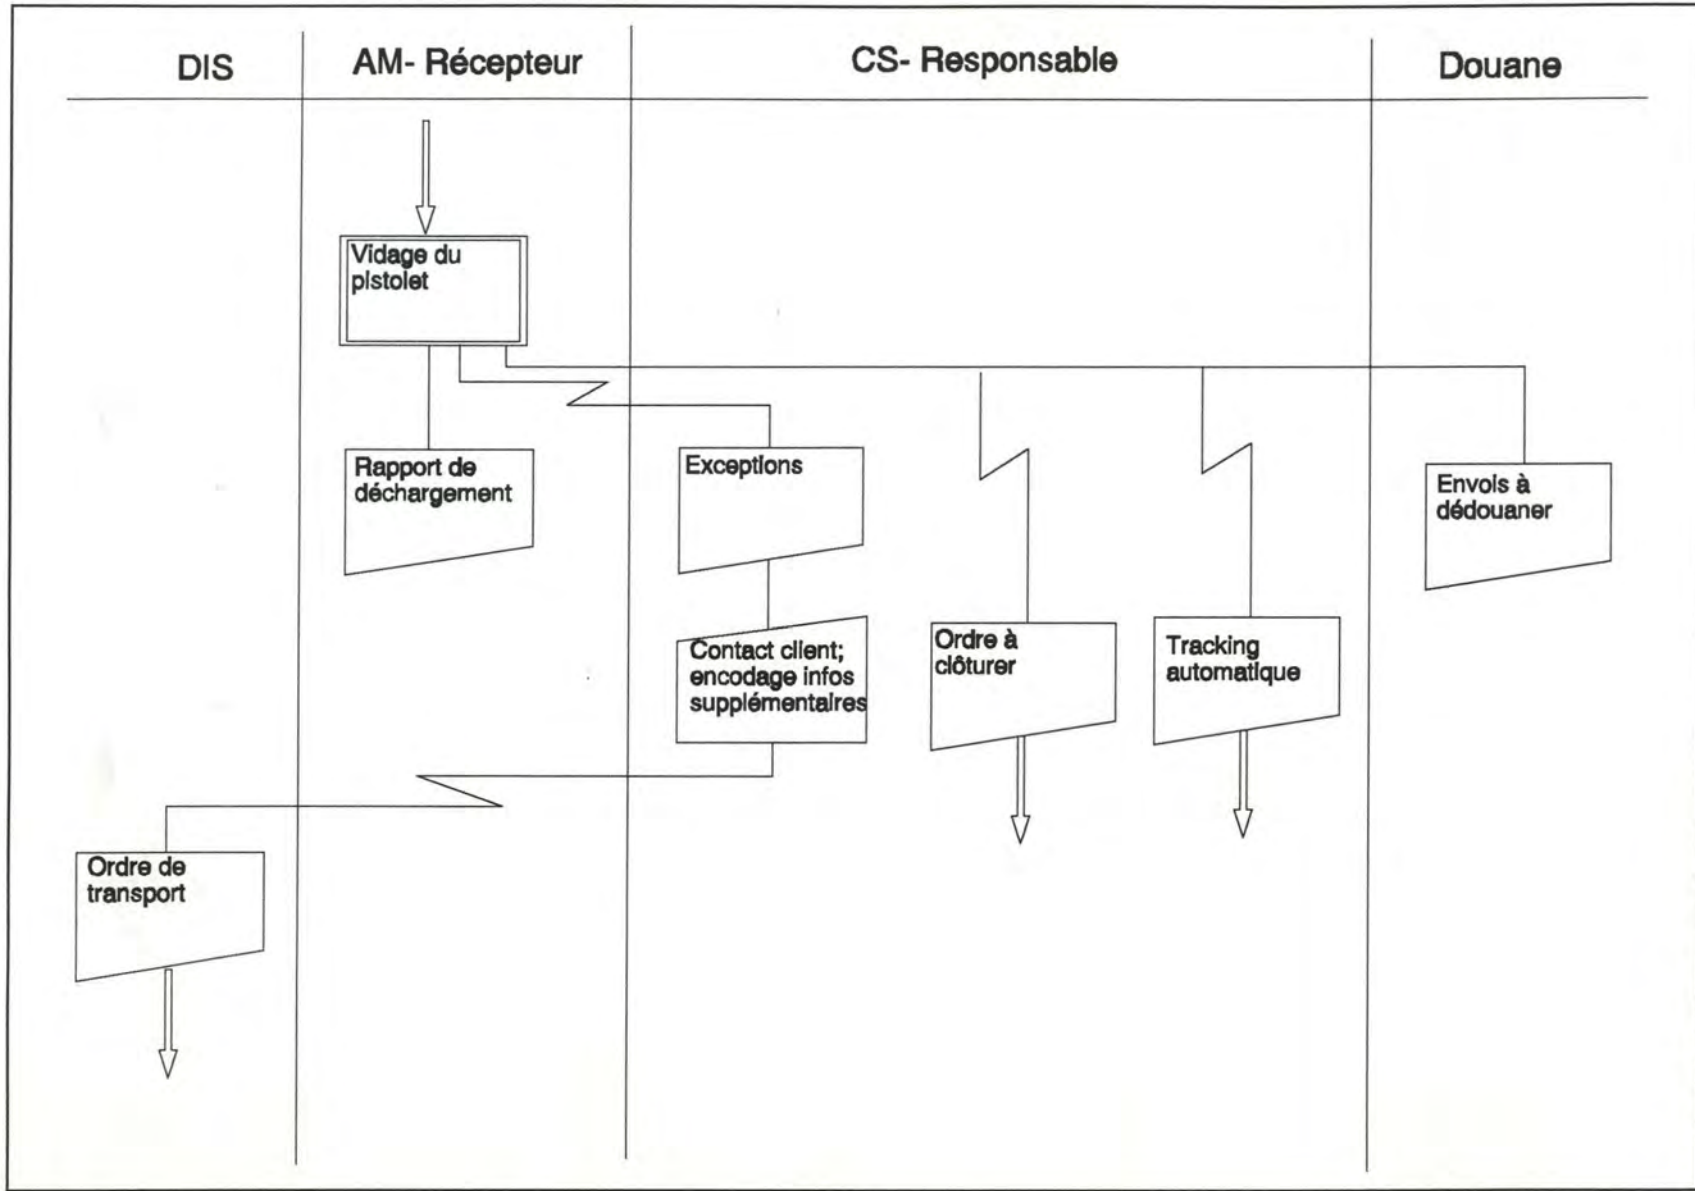 DIS
AM- Récepteur
CS- Responsable
Douane
Vidage du
pistolet
Rapport de
déchargement
Exceptions
Envois à
dédouaner
Contact client;
encodage infos
supplémentaires
Ordre à
clôturer
Tracking
automatique
Ordre de
transport